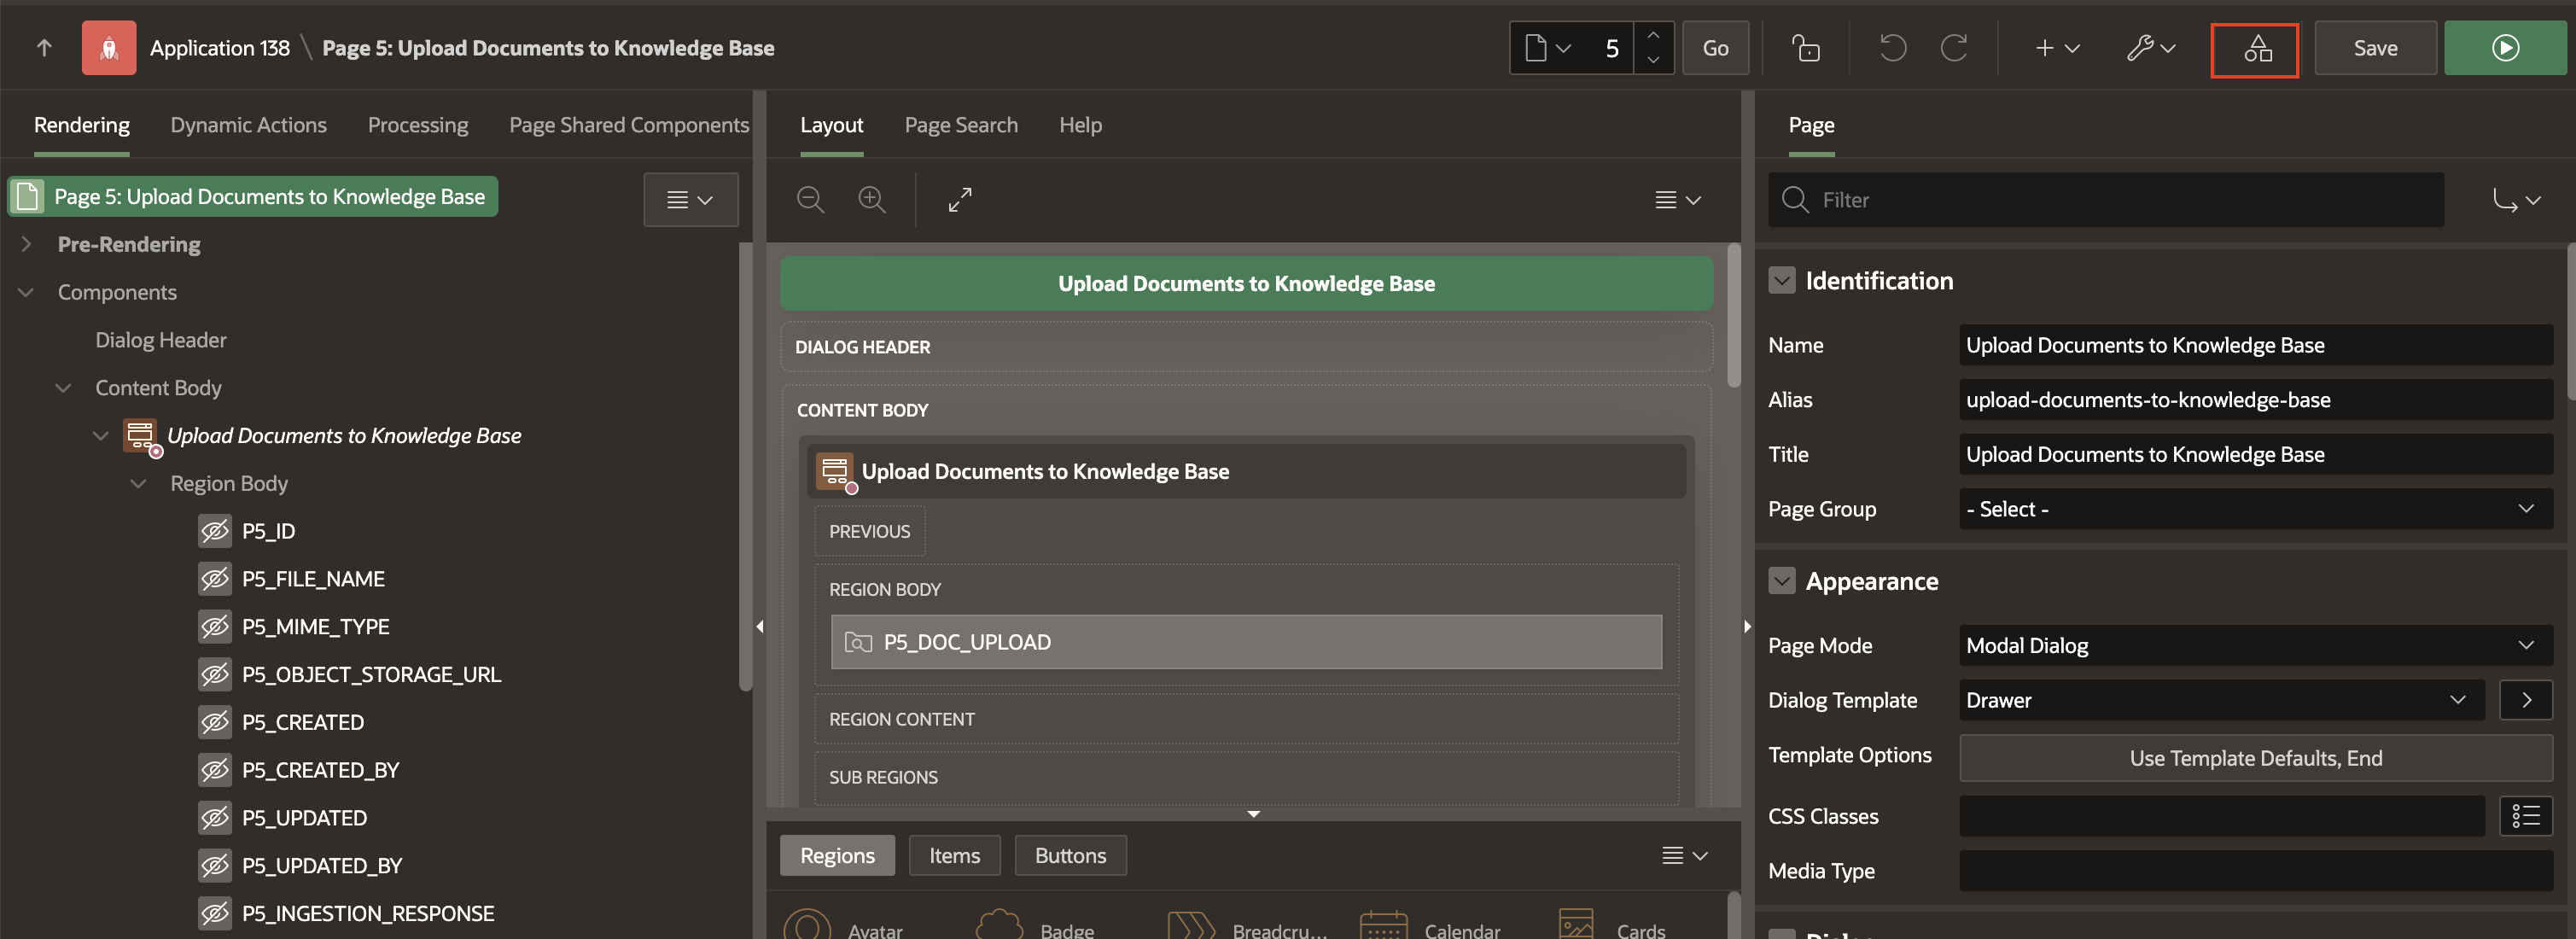 Application 138 \ Page 5: Upload Documents to Knowledge Base
5
Go
Save
Rendering
Dynamic Actions
Processing
Page Shared Components
Page 5: Upload Documents to Knowledge Base
Pre-Rendering
Components
Dialog Header
Content Body
Upload Documents to Knowledge Base
Region Body
P5_ID
P5_FILE_NAME
P5_MIME_TYPE
P5_OBJECT_STORAGE_URL
P5_CREATED
P5_CREATED_BY
P5_UPDATED
P5_UPDATED_BY
P5_INGESTION_RESPONSE
Layout
Page Search
Help
Upload Documents to Knowledge Base
DIALOG HEADER
CONTENT BODY
Upload Documents to Knowledge Base
PREVIOUS
REGION BODY
P5_DOC_UPLOAD
REGION CONTENT
SUB REGIONS
Regions
Items
Buttons
Avatar
Badge
Breadcru...
Calendar
Cards
Page
Filter
Identification
Name
Upload Documents to Knowledge Base
Alias
upload-documents-to-knowledge-base
Title
Upload Documents to Knowledge Base
Page Group
- Select -
Appearance
Page Mode
Modal Dialog
Dialog Template
Drawer
Template Options
Use Template Defaults, End
CSS Classes
Media Type
Dialog